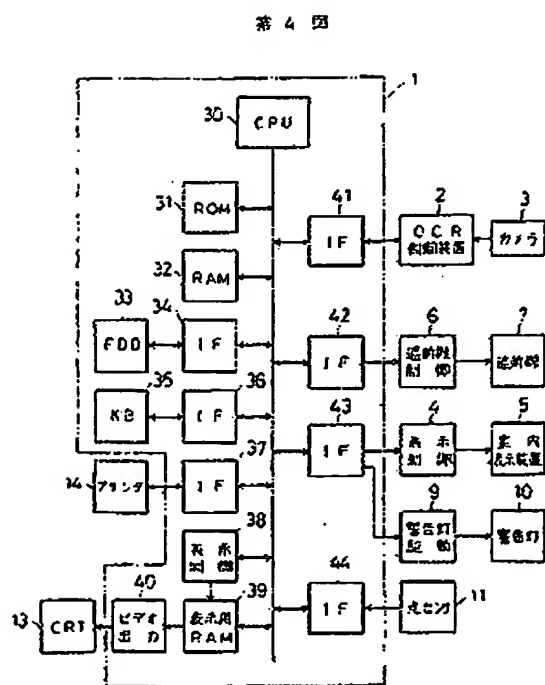 第4図
1
30
CPU
31
ROM
41
IF
2
OCR
制御装置
3
カメラ
32
RAM
33
FDD
34
IF
42
IF
6
遮断機
制御
7
遮断機
35
KB
36
IF
43
IF
4
表示
制御
5
案内
表示装置
14
プリンタ
37
IF
9
警告灯
駆動
10
警告灯
38
表示
制御
13
CRT
40
ビデオ
出力
39
表示用
RAM
44
IF
11
センサ